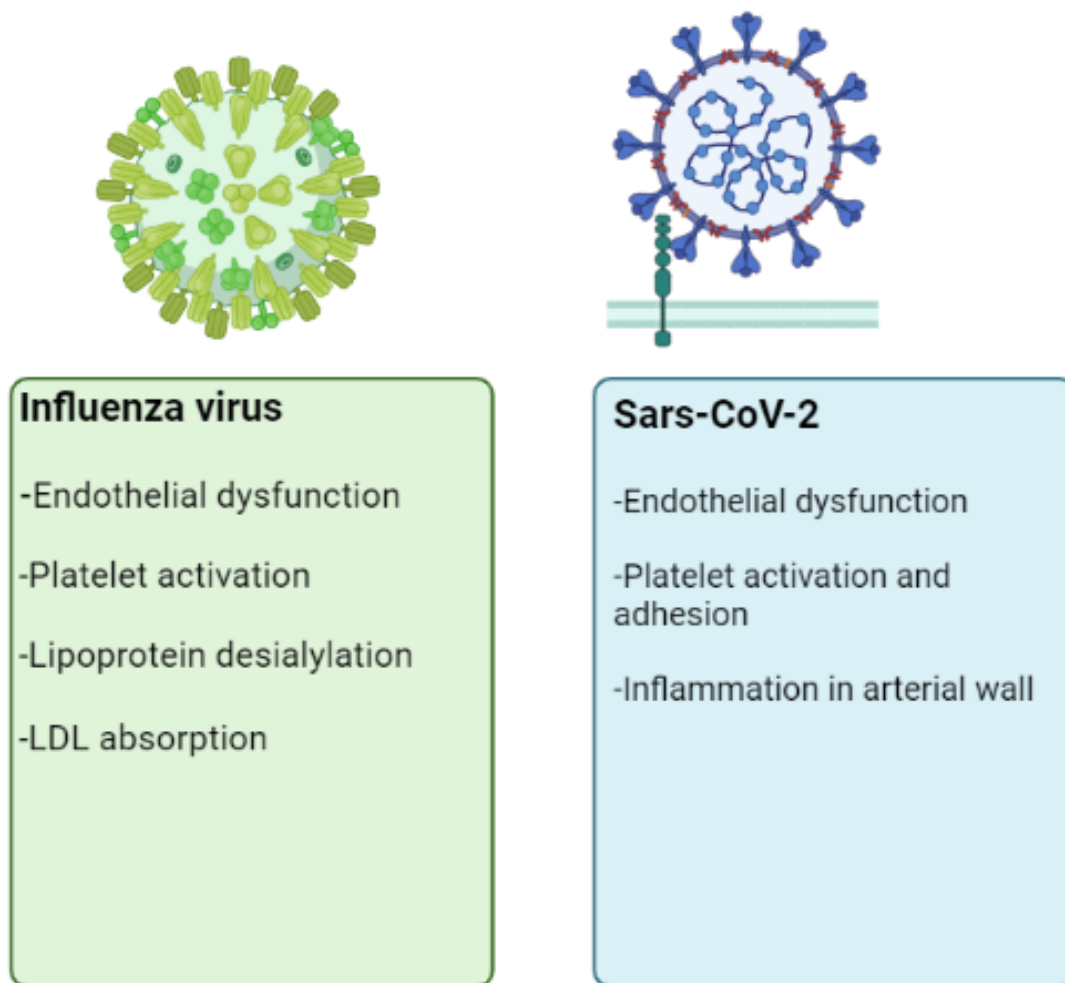 Influenza virus
-Endothelial dysfunction
-Platelet activation
-Lipoprotein desialylation
-LDL absorption
Sars-CoV-2
-Endothelial dysfunction
-Platelet activation and
adhesion
-Inflammation in arterial wall